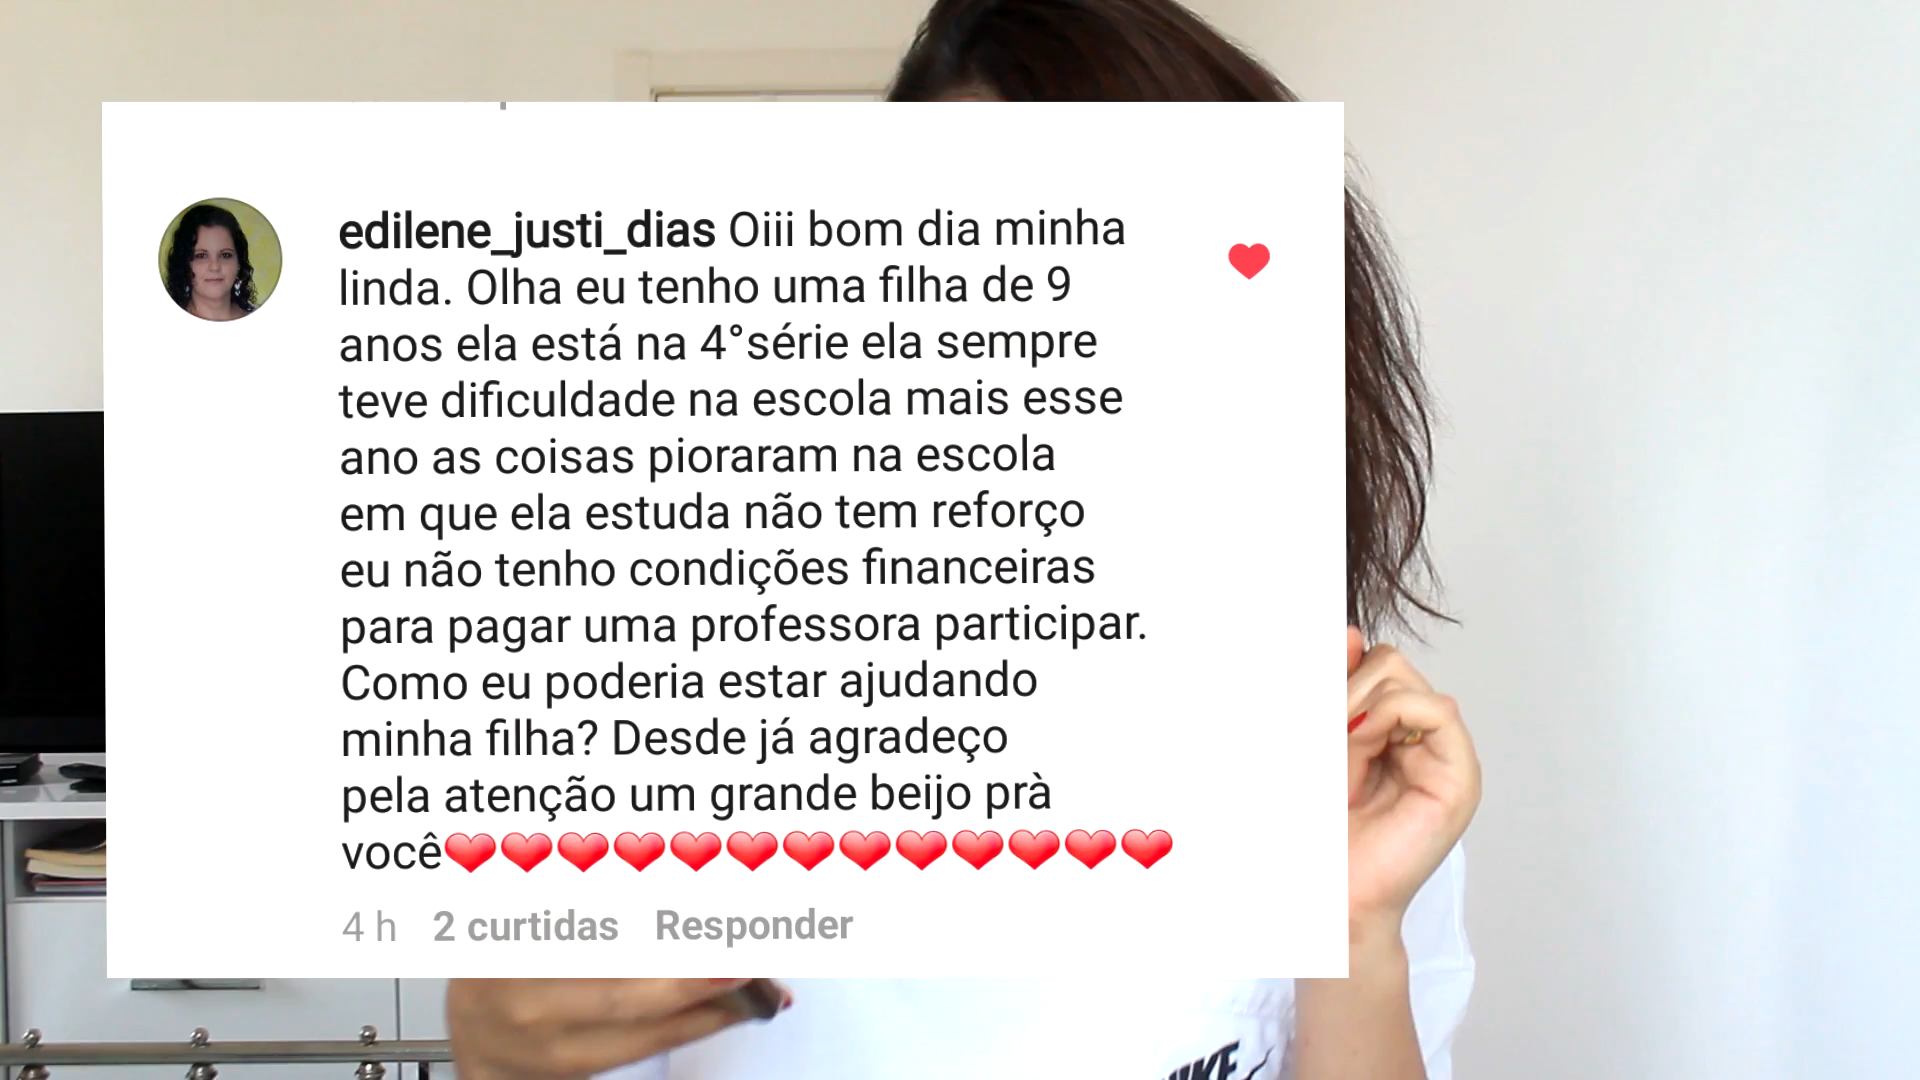 edilene_justi_dias Oiii bom dia minha
linda. Olha eu tenho uma filha de 9
anos ela está na 4°série ela sempre
teve dificuldade na escola mais esse
ano as coisas pioraram na escola
em que ela estuda não tem reforço
eu não tenho condições financeiras
para pagar uma professora participar.
Como eu poderia estar ajudando
minha filha? Desde já agradeço
pela atenção um grande beijo prà
você❤❤❤❤❤❤❤❤❤❤❤❤❤
4 h 2 curtidas Responder
NIKE